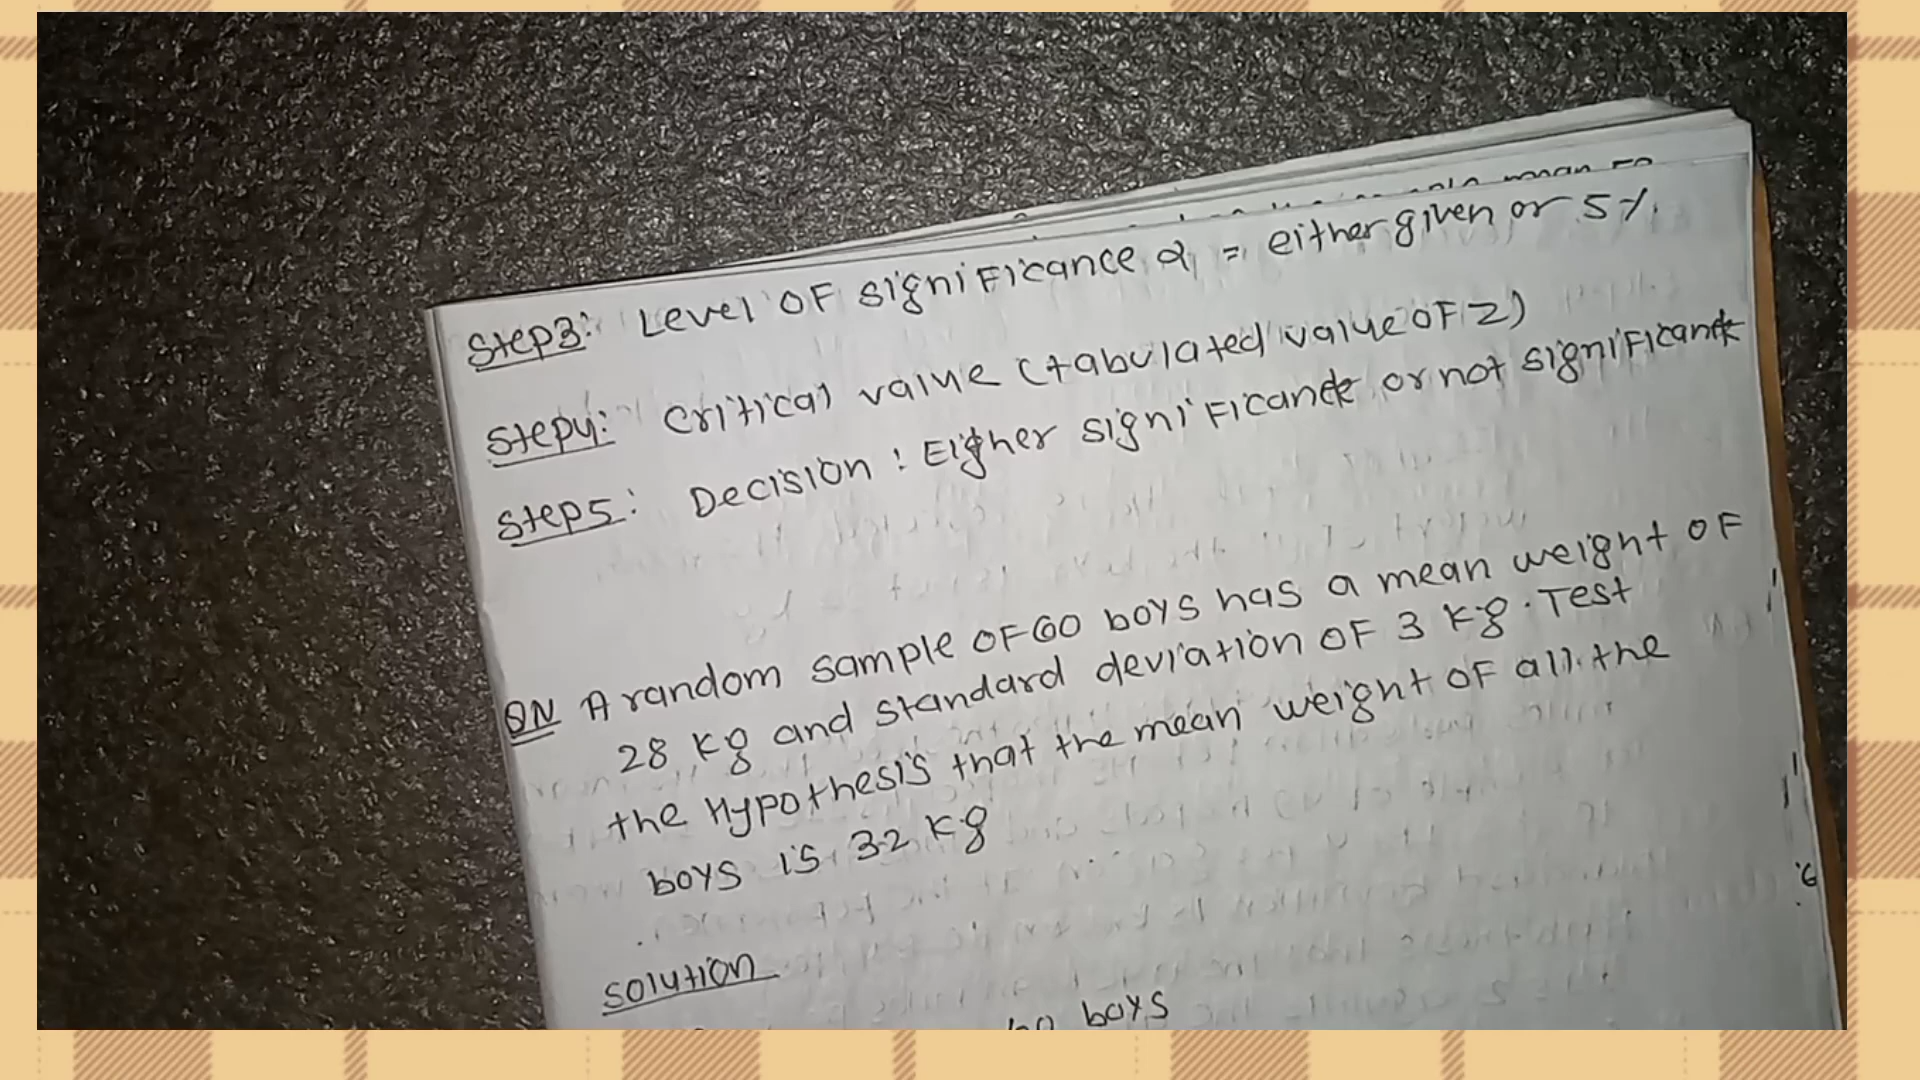 Step3: Level OF significance α = either given or 5%.
Step4: Critical value (tabulated value OF Z)
Step5: Decision : Eigher significant or not significant
QN A random sample OF 60 boys has a mean weight OF
28 kg and standard deviation OF 3 kg. Test
the Hypothesis that the mean weight OF all the
boys is 32 kg
Solution
60 boys